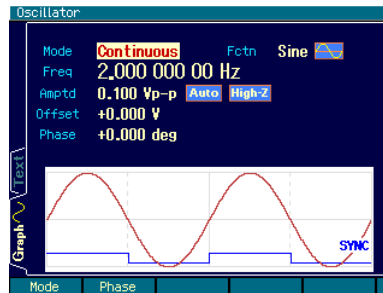 Oscillator
Mode Continuous Fctn Sine
Freq 2.000 000 00 Hz
Amptd 0.100 Vp-p Auto High-Z
Offset +0.000 V
Phase +0.000 deg
Text
Graph
SYNC
Mode Phase